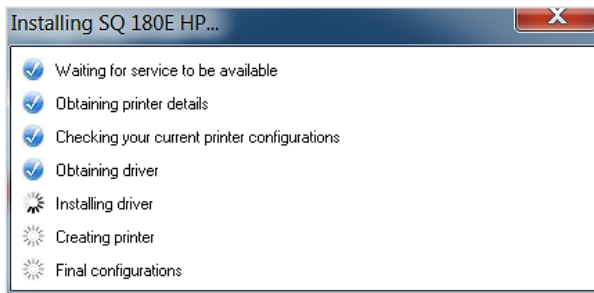 Installing SQ 180E HP...
Waiting for service to be available
Obtaining printer details
Checking your current printer configurations
Obtaining driver
Installing driver
Creating printer
Final configurations